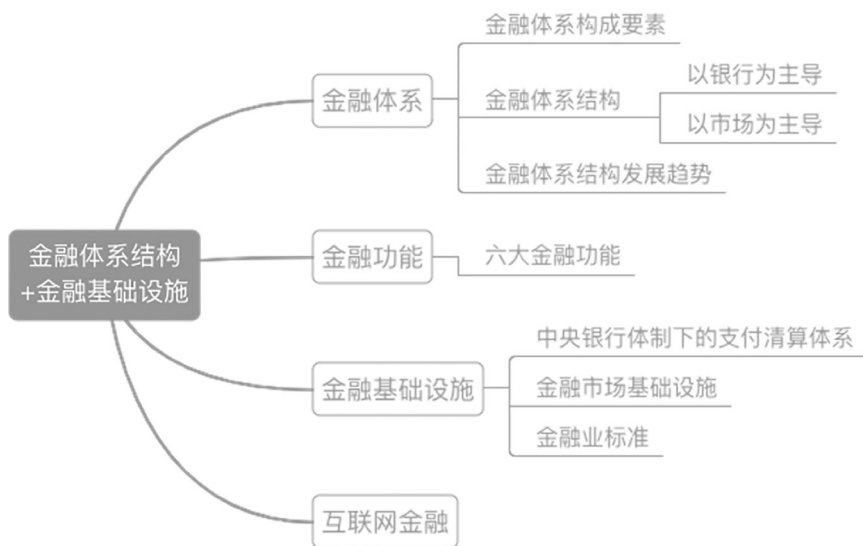 金融体系结构
+金融基础设施
金融体系
金融体系构成要素
金融体系结构
以银行为主导
以市场为主导
金融体系结构发展趋势
金融功能
六大金融功能
金融基础设施
中央银行体制下的支付清算体系
金融市场基础设施
金融业标准
互联网金融